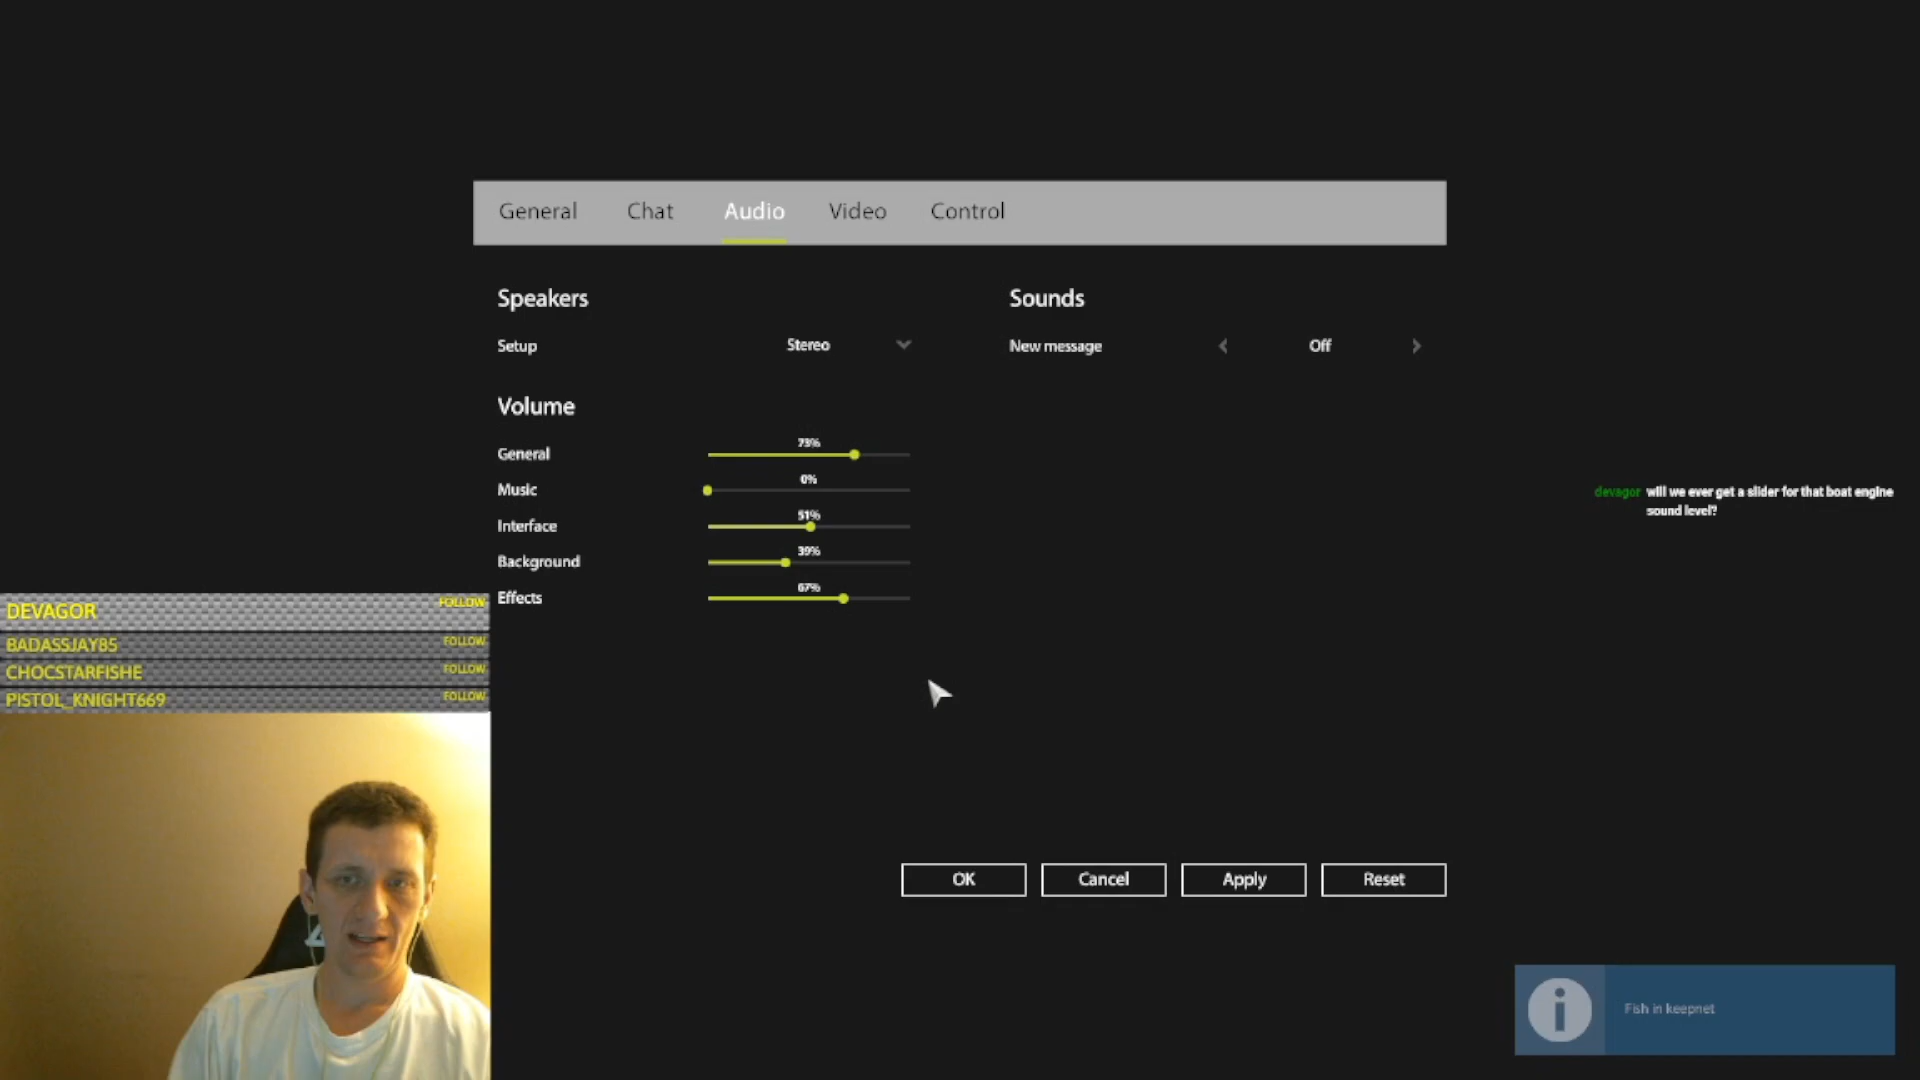 General Chat Audio Video Control
Speakers
Setup Stereo
Sounds
New message Off
Volume
General 73%
Music 0%
Interface 51%
Background 39%
Effects 67%
devagor will we ever get a slider for that boat engine
sound level?
DEVAGOR FOLLOW
BADASSJAY85 FOLLOW
CHOCSTARFISHE FOLLOW
PISTOL_KNIGHT669 FOLLOW
OK Cancel Apply Reset
Fish in keepnet